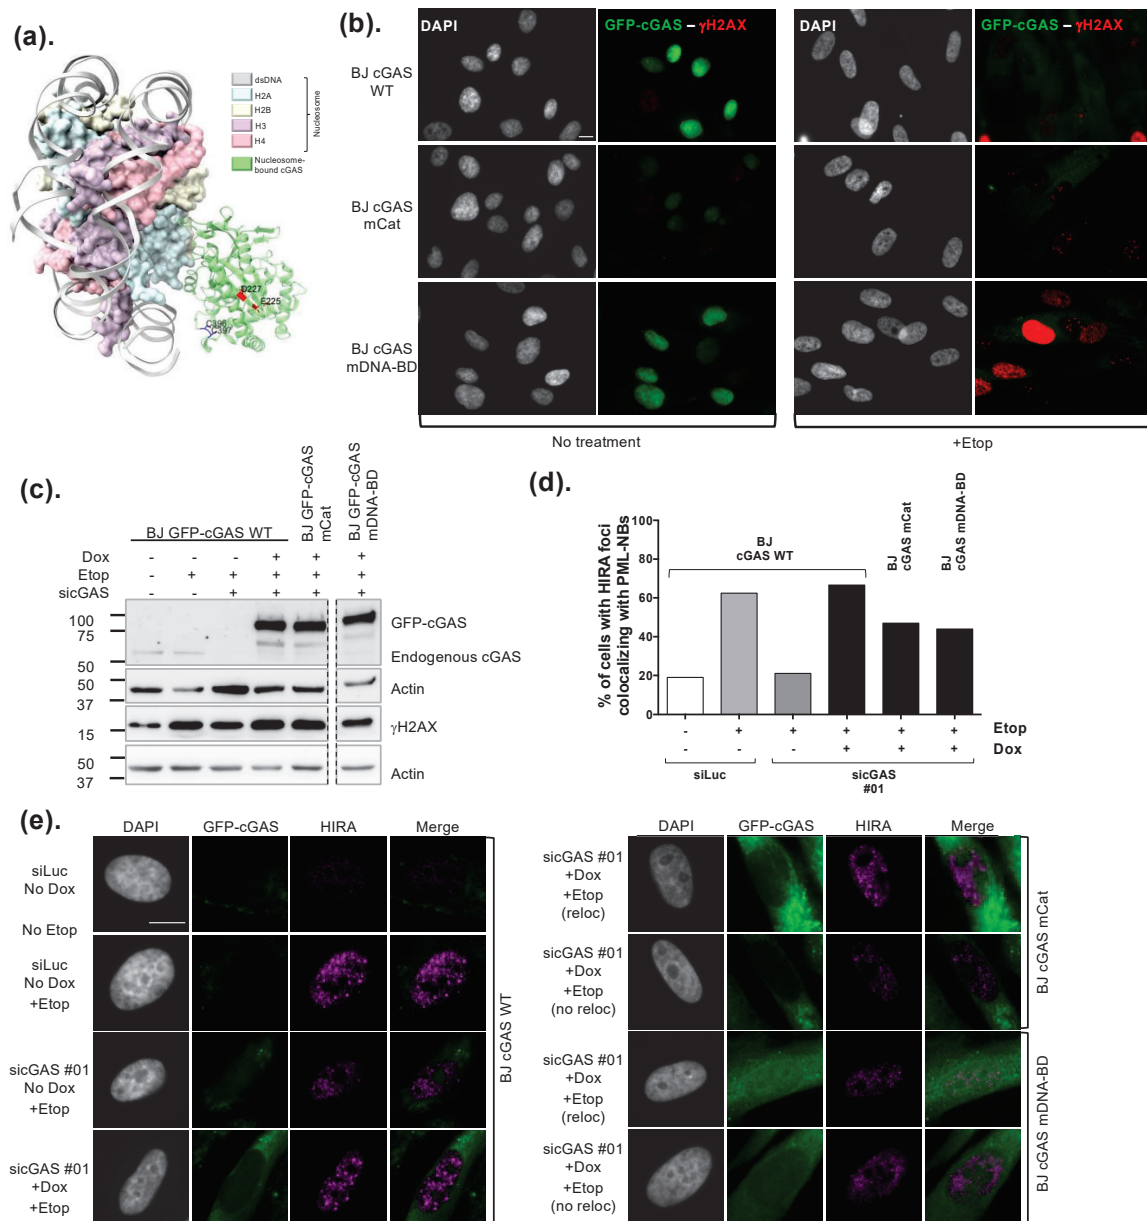 (a).
dsDNA
H2A
H2B
H3
H4
Nucleosome
Nucleosome-
bound cGAS
D227
E225
C396
C397
(b).
DAPI
GFP-cGAS – γH2AX
DAPI
GFP-cGAS – γH2AX
BJ cGAS
WT
BJ cGAS
mCat
BJ cGAS
mDNA-BD
No treatment
+Etop
(c).
BJ GFP-cGAS WT
BJ GFP-cGAS
mCat
BJ GFP-cGAS
mDNA-BD
Dox - - - + + +
Etop - + + + + +
sicGAS - - + + + +
100
75
50
GFP-cGAS
Endogenous cGAS
50
37
Actin
15
γH2AX
50
37
Actin
(d).
% of cells with HIRA foci
colocalizing with PML-NBs
100
80
60
40
20
0
BJ
cGAS WT
BJ
cGAS mCat
BJ
cGAS mDNA-BD
- + + + + + Etop
- - - + + + Dox
siLuc
sicGAS
#01
(e).
DAPI GFP-cGAS HIRA Merge
siLuc
No Dox
No Etop
siLuc
No Dox
+Etop
sicGAS #01
No Dox
+Etop
sicGAS #01
+Dox
+Etop
BJ cGAS WT
DAPI GFP-cGAS HIRA Merge
sicGAS #01
+Dox
+Etop
(reloc)
sicGAS #01
+Dox
+Etop
(no reloc)
sicGAS #01
+Dox
+Etop
(reloc)
sicGAS #01
+Dox
+Etop
(no reloc)
BJ cGAS mCat
BJ cGAS mDNA-BD